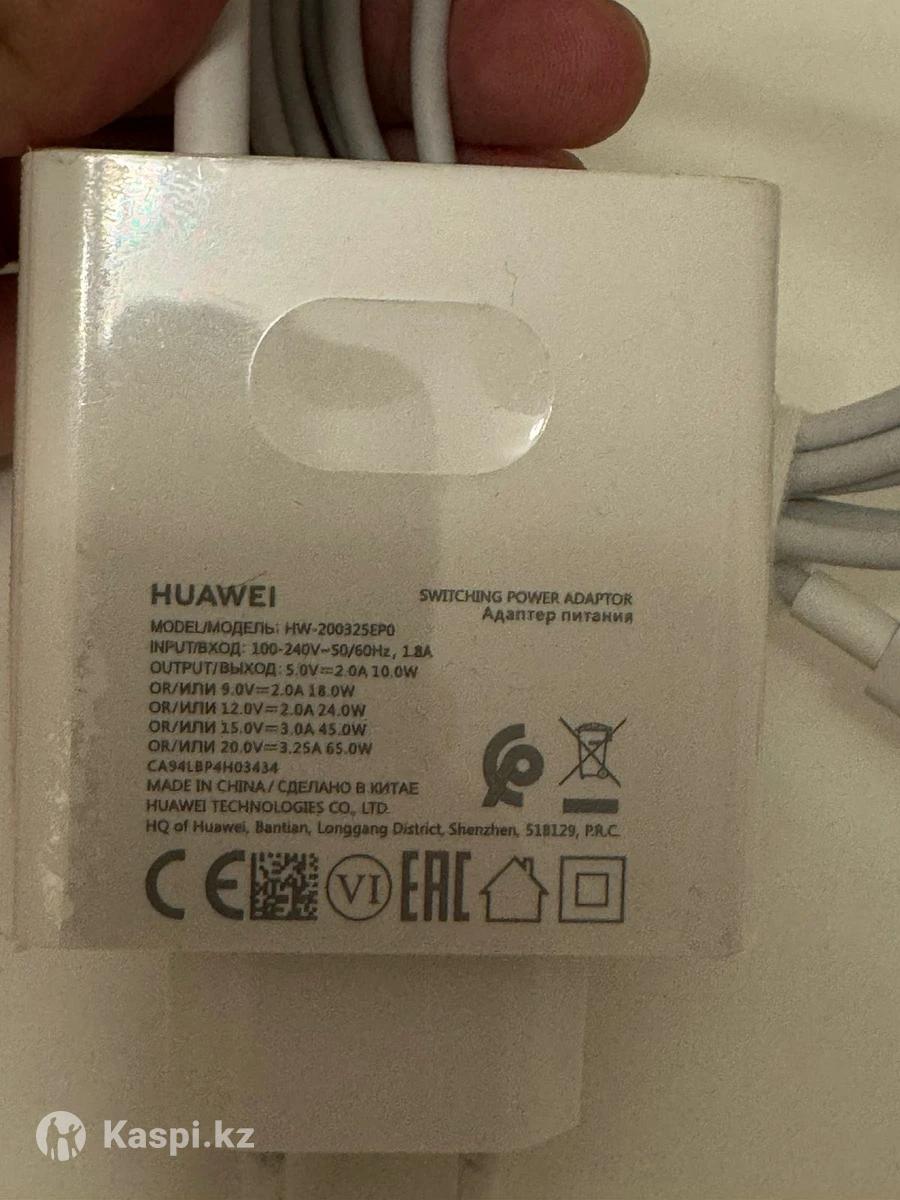 HUAWEI
SWITCHING POWER ADAPTOR
Адаптер питания
MODEL/МОДЕЛЬ: HW-200325EP0
INPUT/ВХОД: 100-240V~50/60Hz, 1.8A
OUTPUT/ВЫХОД: 5.0V⎓2.0A 10.0W
OR/ИЛИ 9.0V⎓2.0A 18.0W
OR/ИЛИ 12.0V⎓2.0A 24.0W
OR/ИЛИ 15.0V⎓3.0A 45.0W
OR/ИЛИ 20.0V⎓3.25A 65.0W
CA94LBP4H03434
MADE IN CHINA / СДЕЛАНО В КИТАЕ
HUAWEI TECHNOLOGIES CO., LTD.
HQ of Huawei, Bantian, Longgang District, Shenzhen, 518129, P.R.C.
CE VI EAC
Kaspi.kz